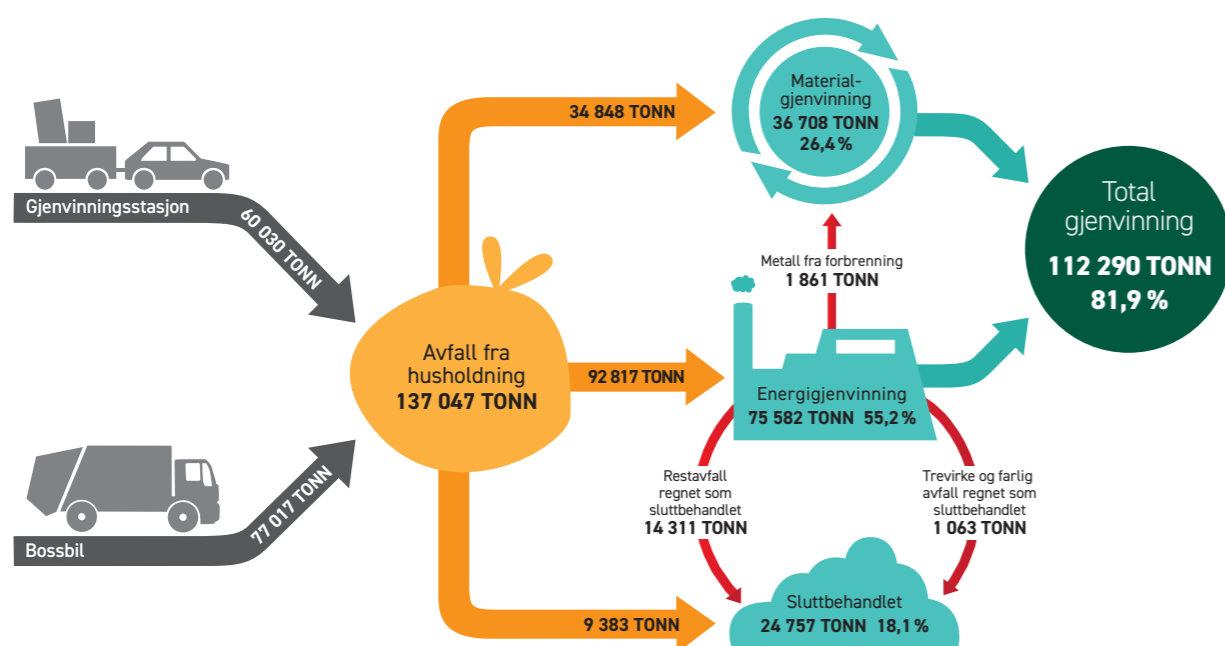 Gjenvinningsstasjon
60 030 TONN
Bossbil
77 017 TONN
Avfall fra
husholdning
137 047 TONN
34 848 TONN
92 817 TONN
9 383 TONN
Material-
gjenvinning
36 708 TONN
26,4 %
Metall fra forbrenning
1 861 TONN
Energigjenvinning
75 582 TONN 55,2 %
Restavfall
regnet som
sluttbehandlet
14 311 TONN
Trevirke og farlig
avfall regnet som
sluttbehandlet
1 063 TONN
Sluttbehandlet
24 757 TONN 18,1 %
Total
gjenvinning
112 290 TONN
81,9 %